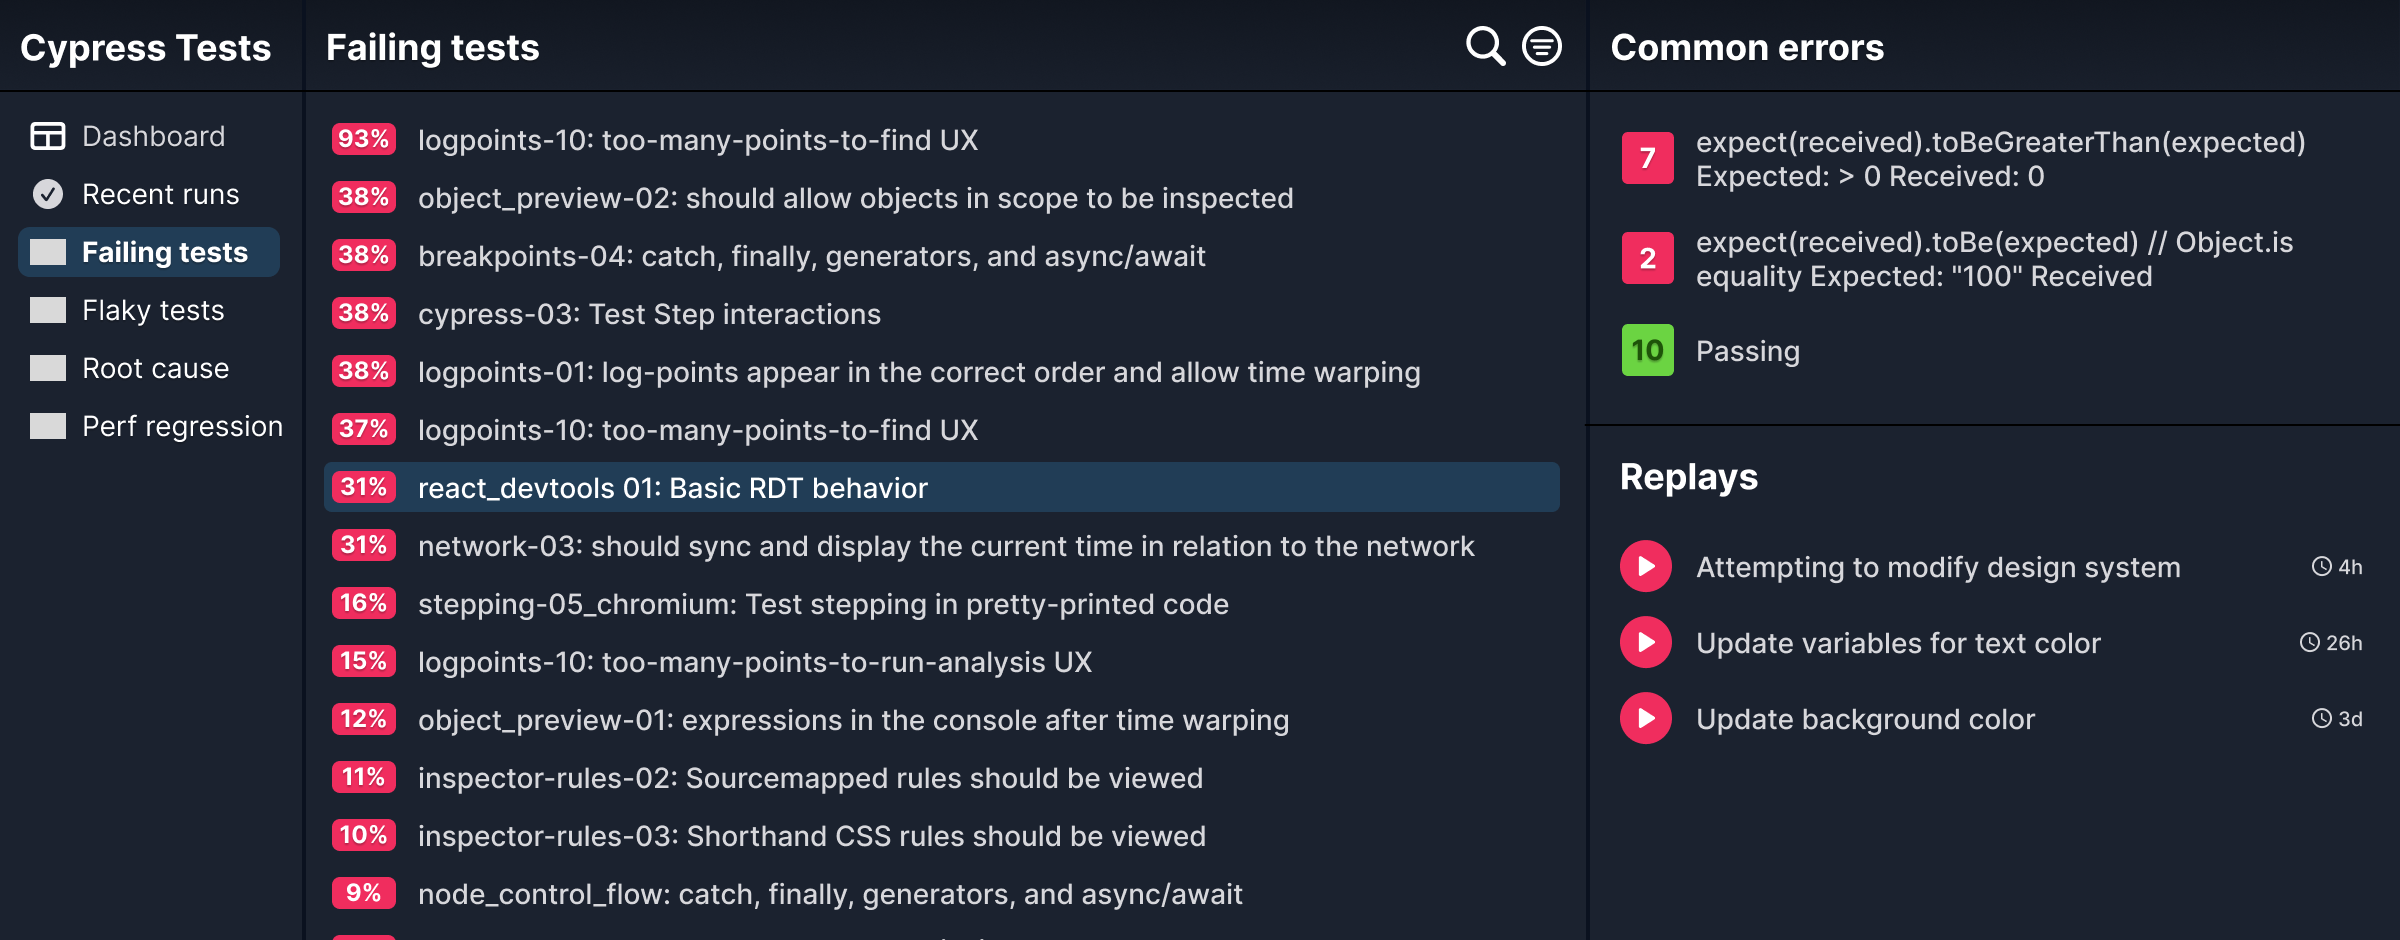 Cypress Tests
Dashboard
Recent runs
Failing tests
Flaky tests
Root cause
Perf regression
Failing tests
93% logpoints-10: too-many-points-to-find UX
38% object_preview-02: should allow objects in scope to be inspected
38% breakpoints-04: catch, finally, generators, and async/await
38% cypress-03: Test Step interactions
38% logpoints-01: log-points appear in the correct order and allow time warping
37% logpoints-10: too-many-points-to-find UX
31% react_devtools 01: Basic RDT behavior
31% network-03: should sync and display the current time in relation to the network
16% stepping-05_chromium: Test stepping in pretty-printed code
15% logpoints-10: too-many-points-to-run-analysis UX
12% object_preview-01: expressions in the console after time warping
11% inspector-rules-02: Sourcemapped rules should be viewed
10% inspector-rules-03: Shorthand CSS rules should be viewed
9% node_control_flow: catch, finally, generators, and async/await
Common errors
7 expect(received).toBeGreaterThan(expected)
Expected: > 0 Received: 0
2 expect(received).toBe(expected) // Object.is
equality Expected: "100" Received
10 Passing
Replays
Attempting to modify design system 4h
Update variables for text color 26h
Update background color 3d